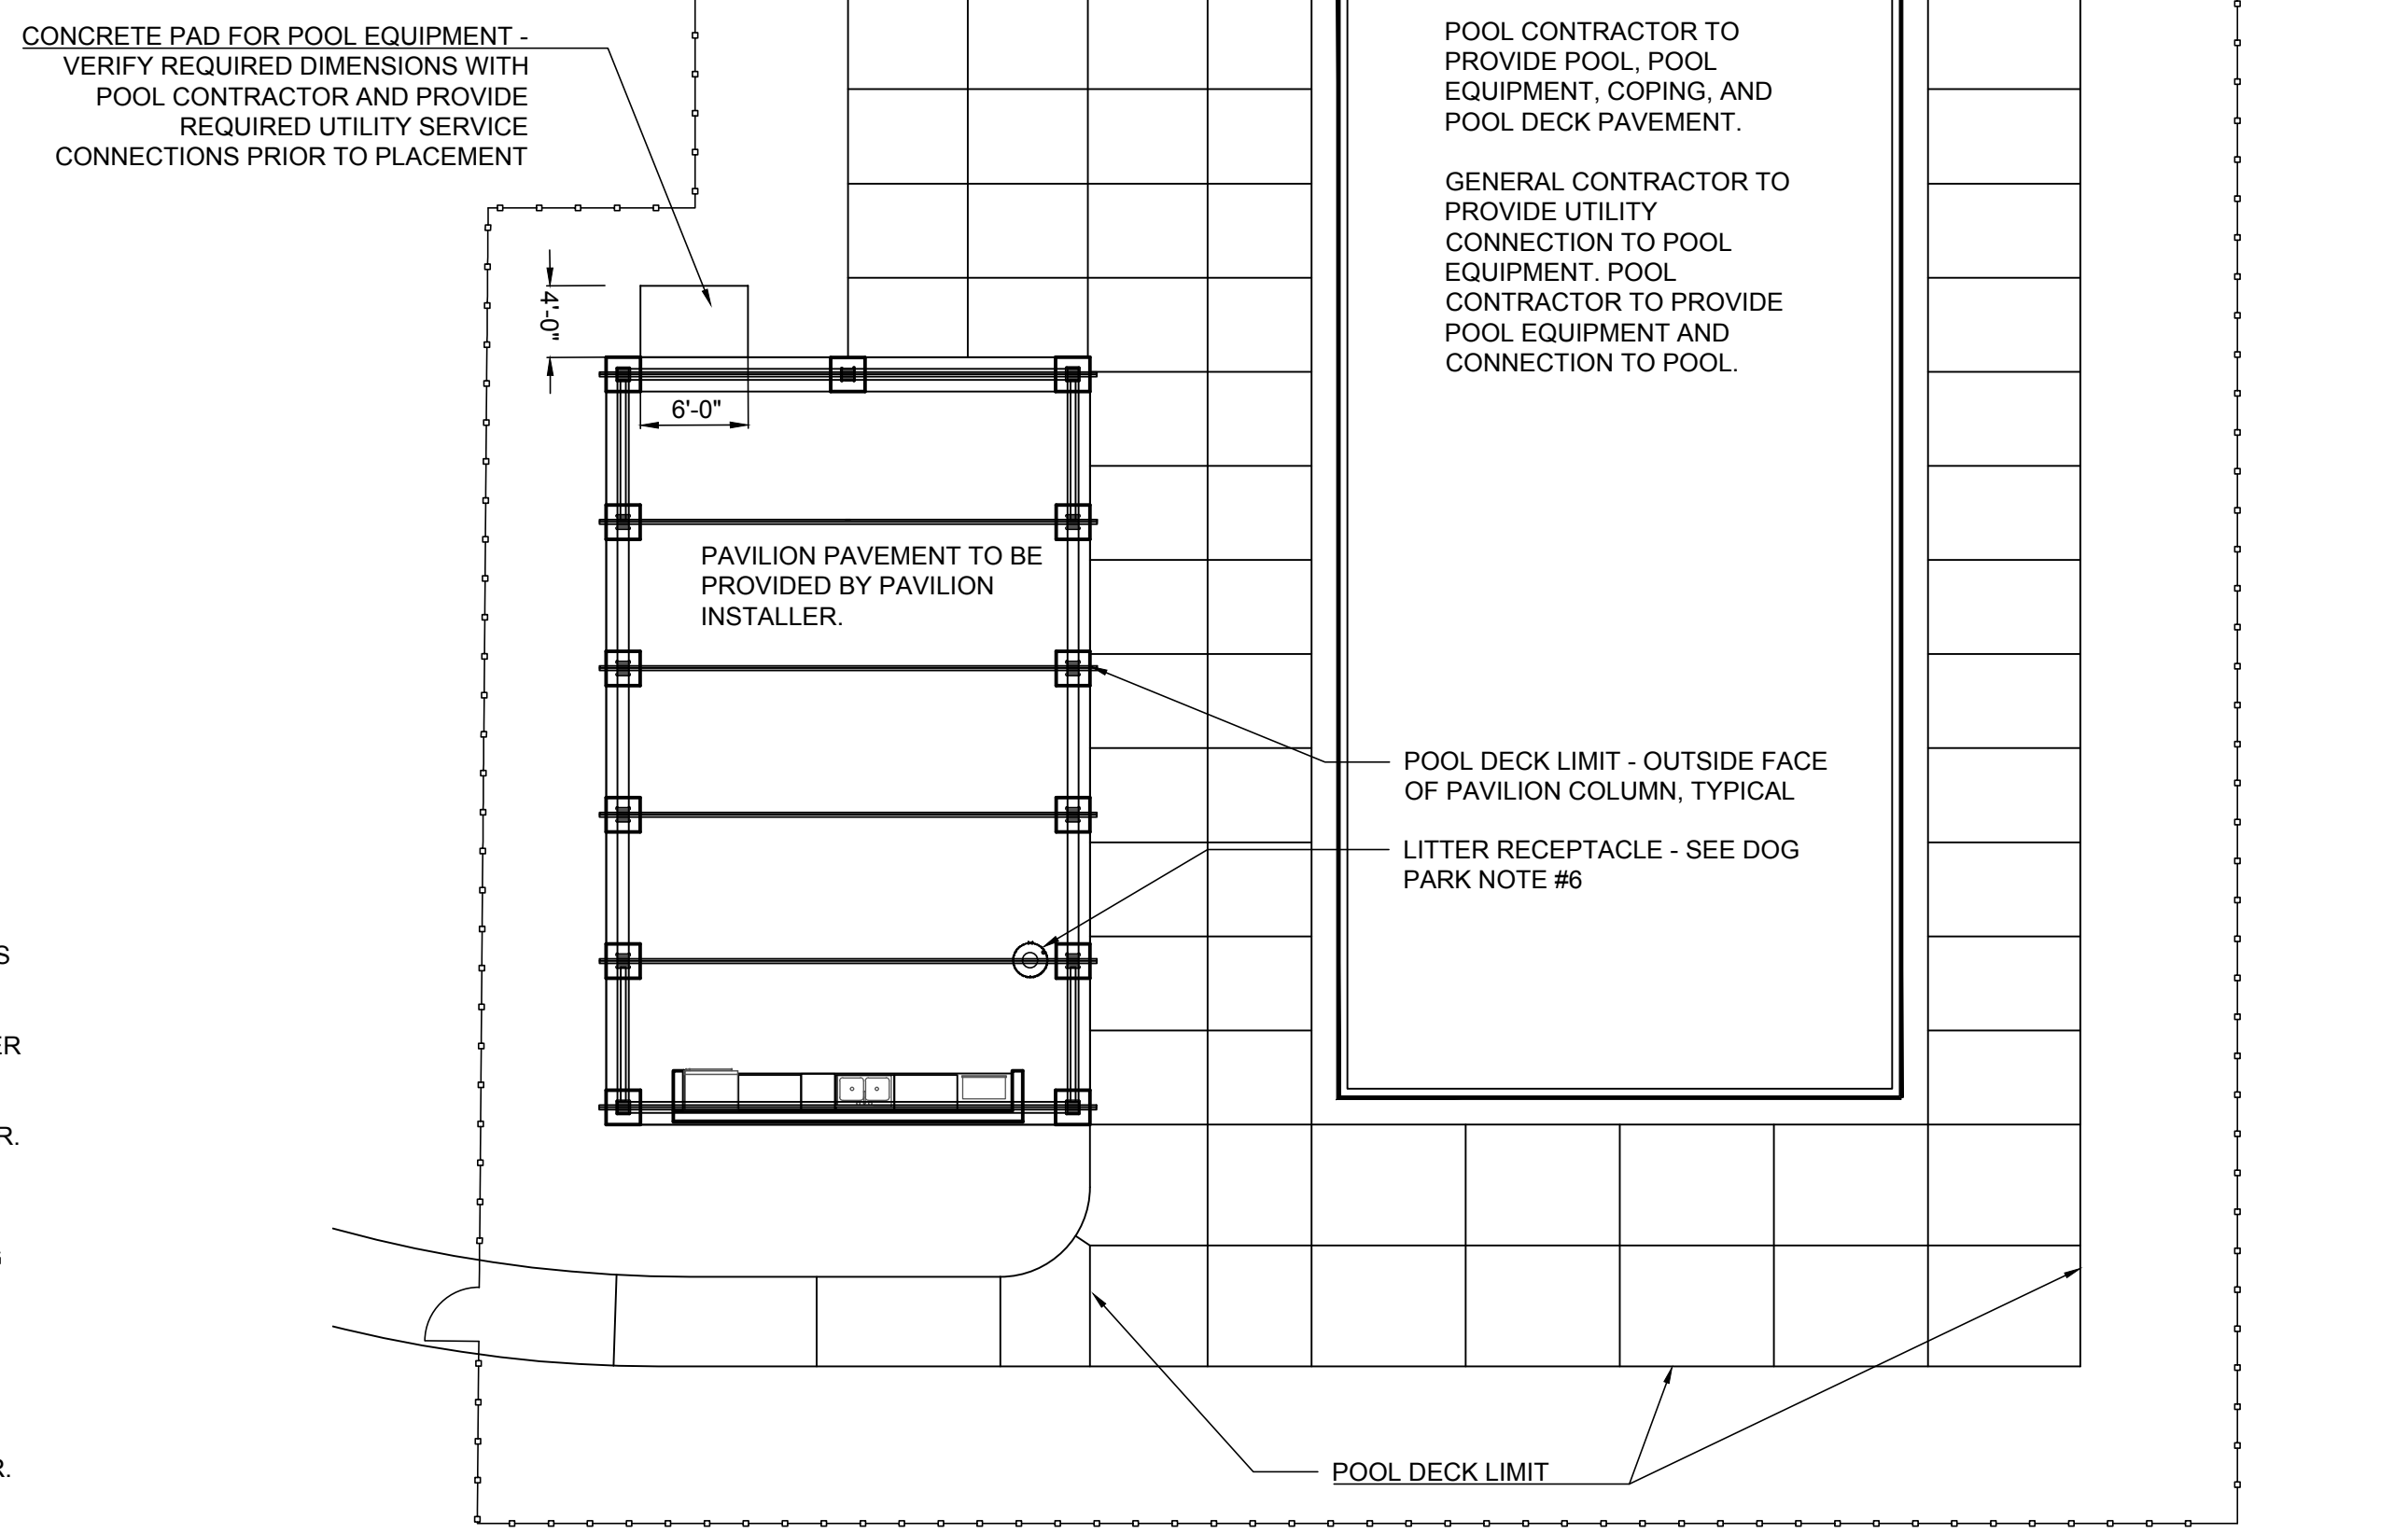 CONCRETE PAD FOR POOL EQUIPMENT -
VERIFY REQUIRED DIMENSIONS WITH
POOL CONTRACTOR AND PROVIDE
REQUIRED UTILITY SERVICE
CONNECTIONS PRIOR TO PLACEMENT
POOL CONTRACTOR TO
PROVIDE POOL, POOL
EQUIPMENT, COPING, AND
POOL DECK PAVEMENT.
GENERAL CONTRACTOR TO
PROVIDE UTILITY
CONNECTION TO POOL
EQUIPMENT. POOL
CONTRACTOR TO PROVIDE
POOL EQUIPMENT AND
CONNECTION TO POOL.
4'-0"
6'-0"
PAVILION PAVEMENT TO BE
PROVIDED BY PAVILION
INSTALLER.
POOL DECK LIMIT - OUTSIDE FACE
OF PAVILION COLUMN, TYPICAL
LITTER RECEPTACLE - SEE DOG
PARK NOTE #6
S
ER
R.
R.
POOL DECK LIMIT